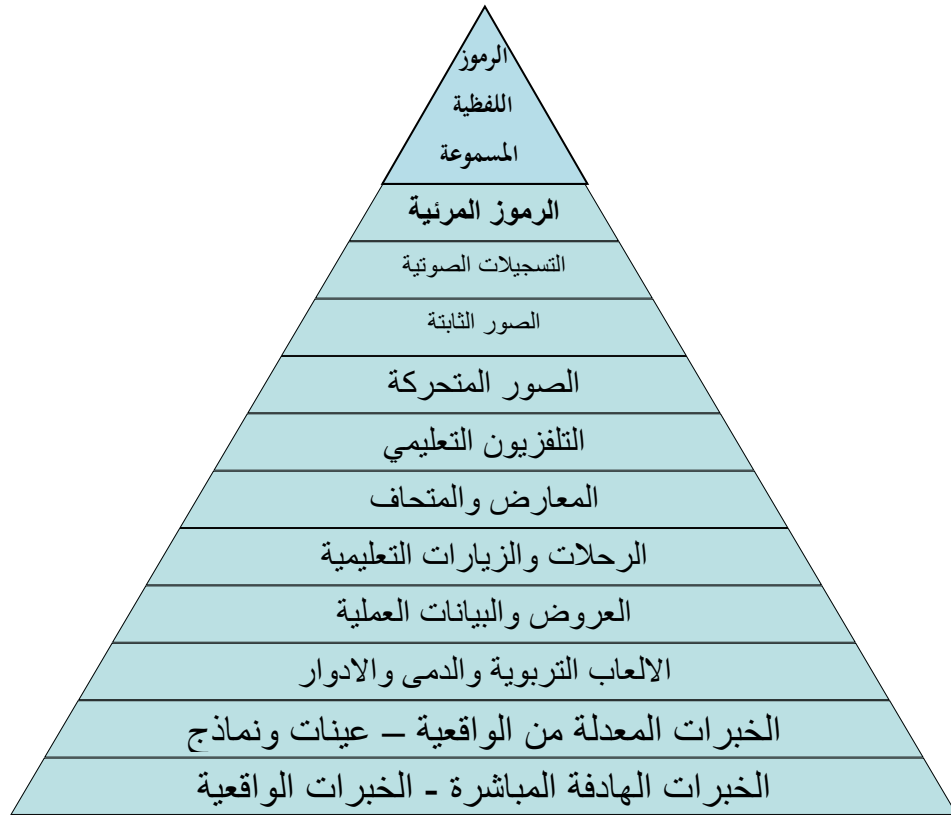 الرموز
اللفظية
المسموعة
الرموز المرئية
التسجيلات الصوتية
الصور الثابتة
الصور المتحركة
التلفزيون التعليمي
المعارض والمتحاف
الرحلات والزيارات التعليمية
العروض والبيانات العملية
الالعاب التربوية والدمى والادوار
الخبرات المعدلة من الواقعية – عينات ونماذج
الخبرات الهادفة المباشرة - الخبرات الواقعية